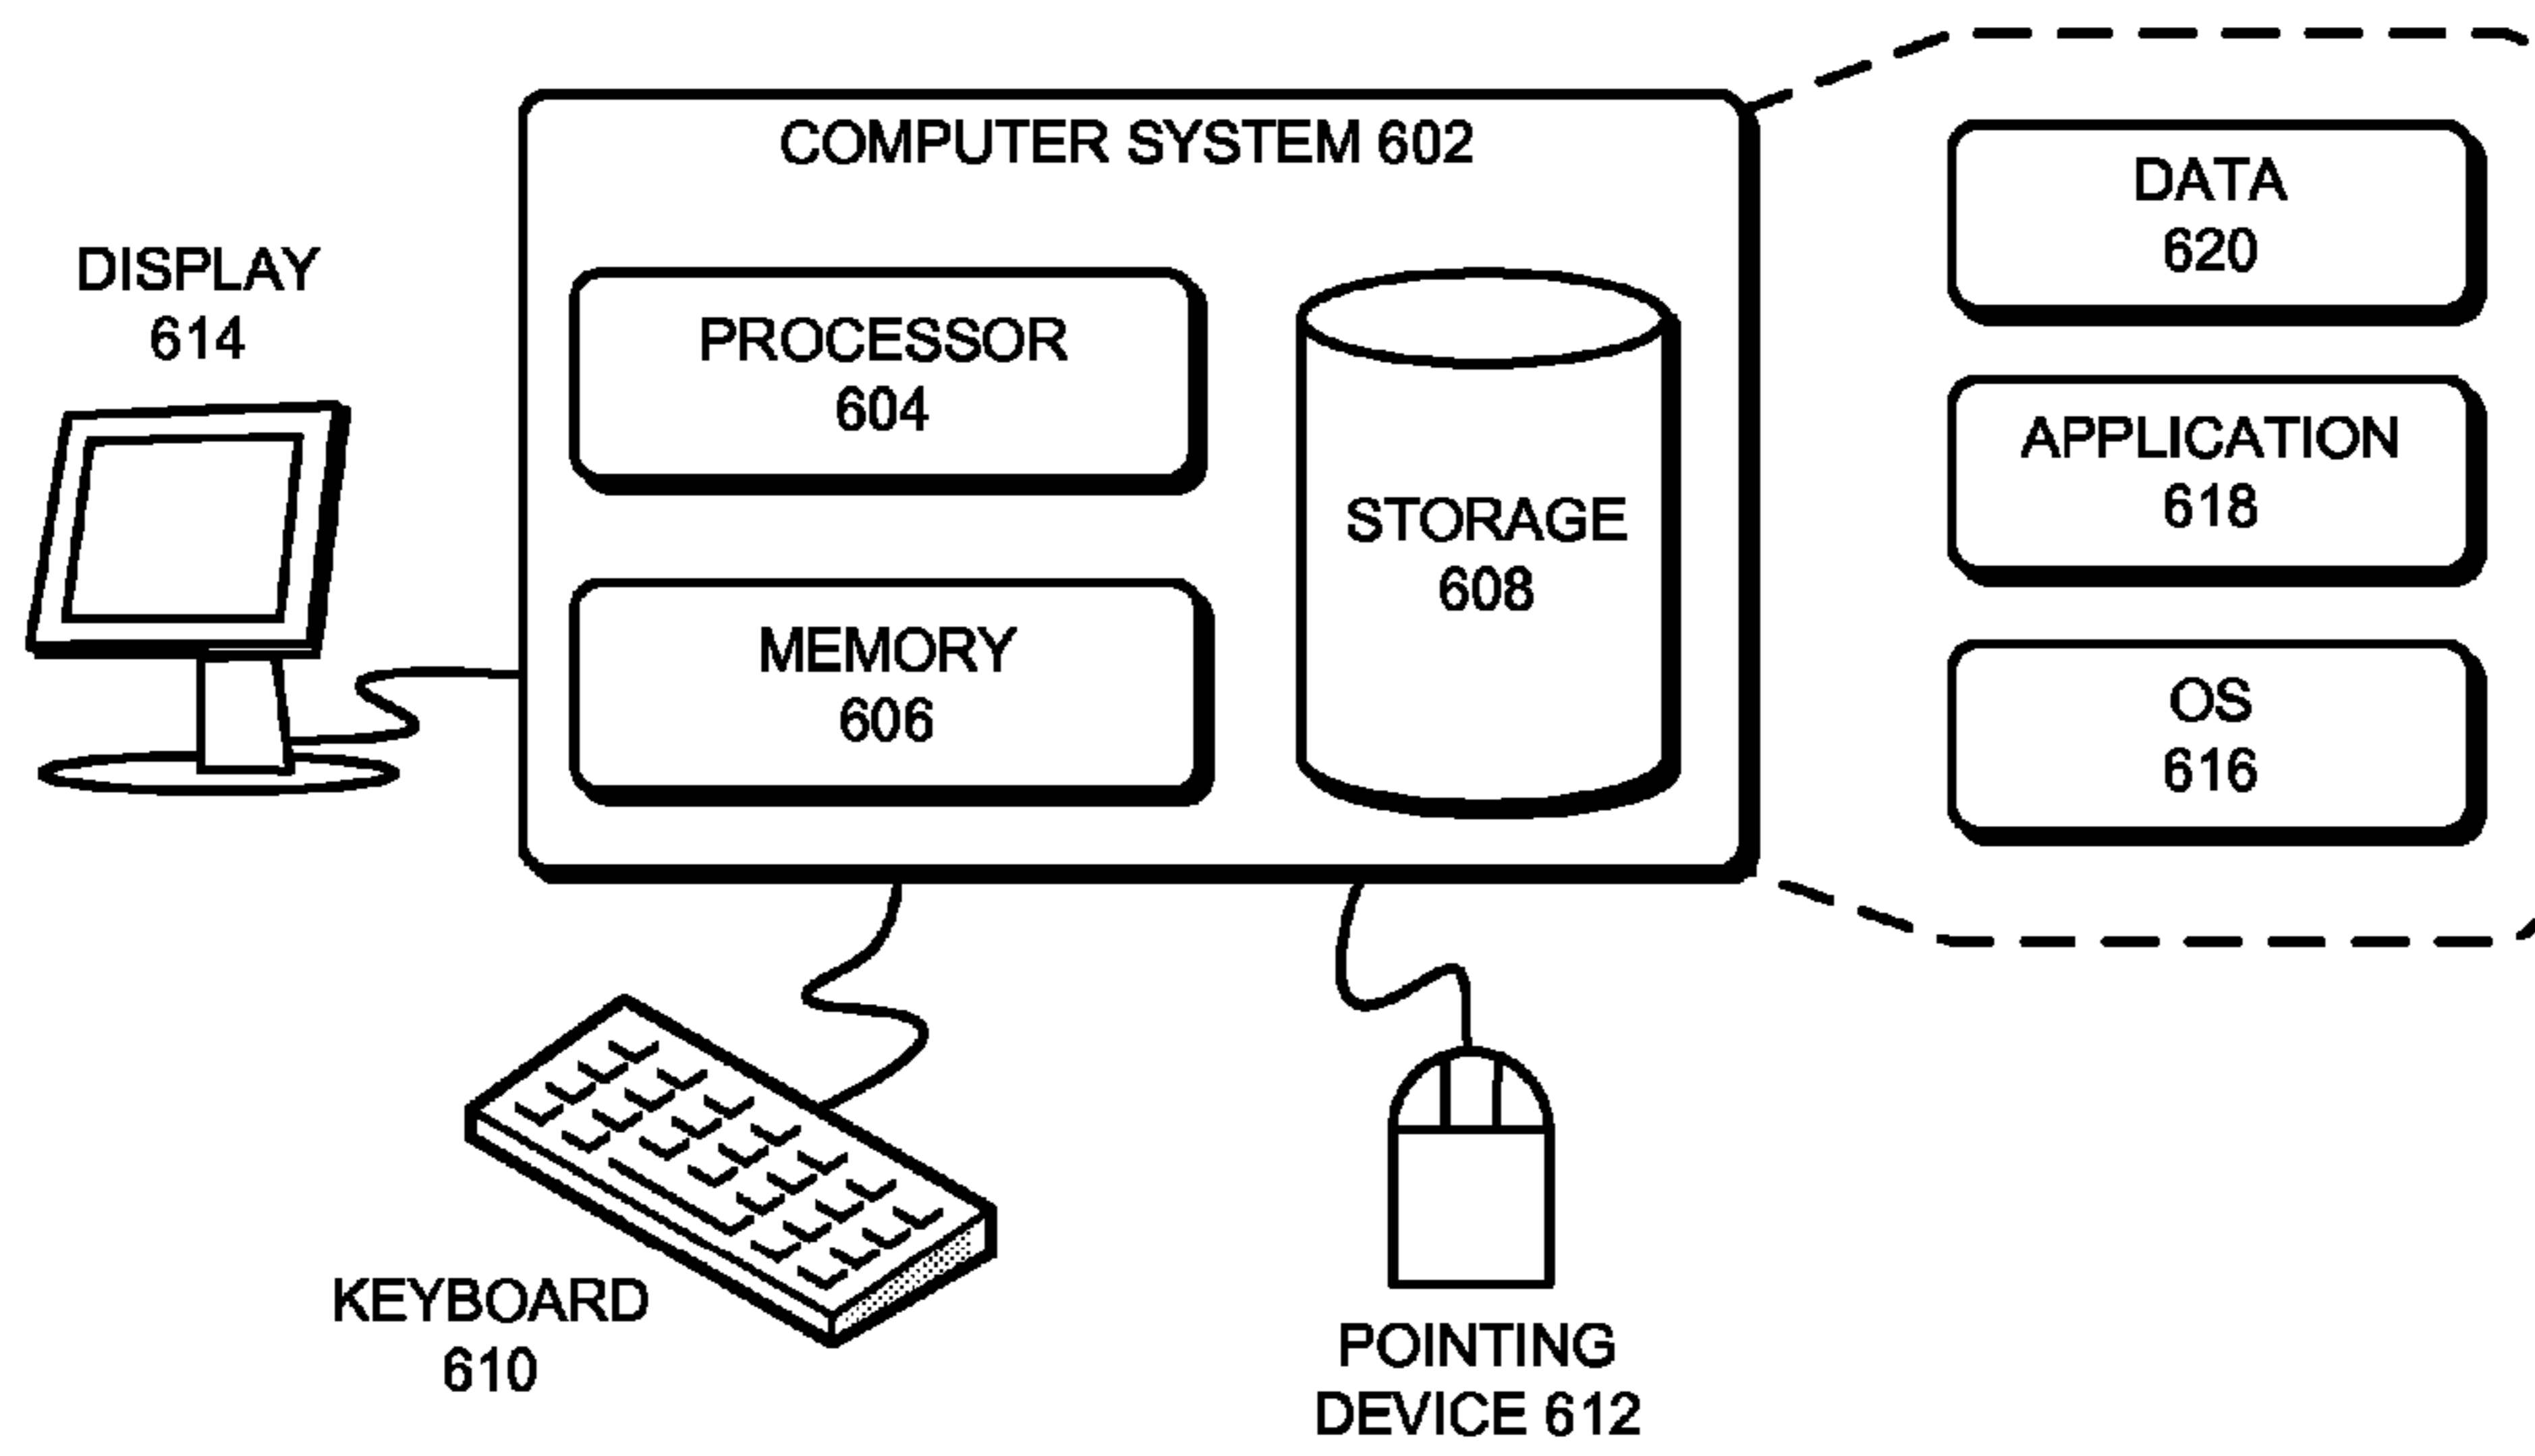 COMPUTER SYSTEM 602
DISPLAY
614
PROCESSOR
604
MEMORY
606
STORAGE
608
DATA
620
APPLICATION
618
OS
616
KEYBOARD
610
POINTING
DEVICE 612